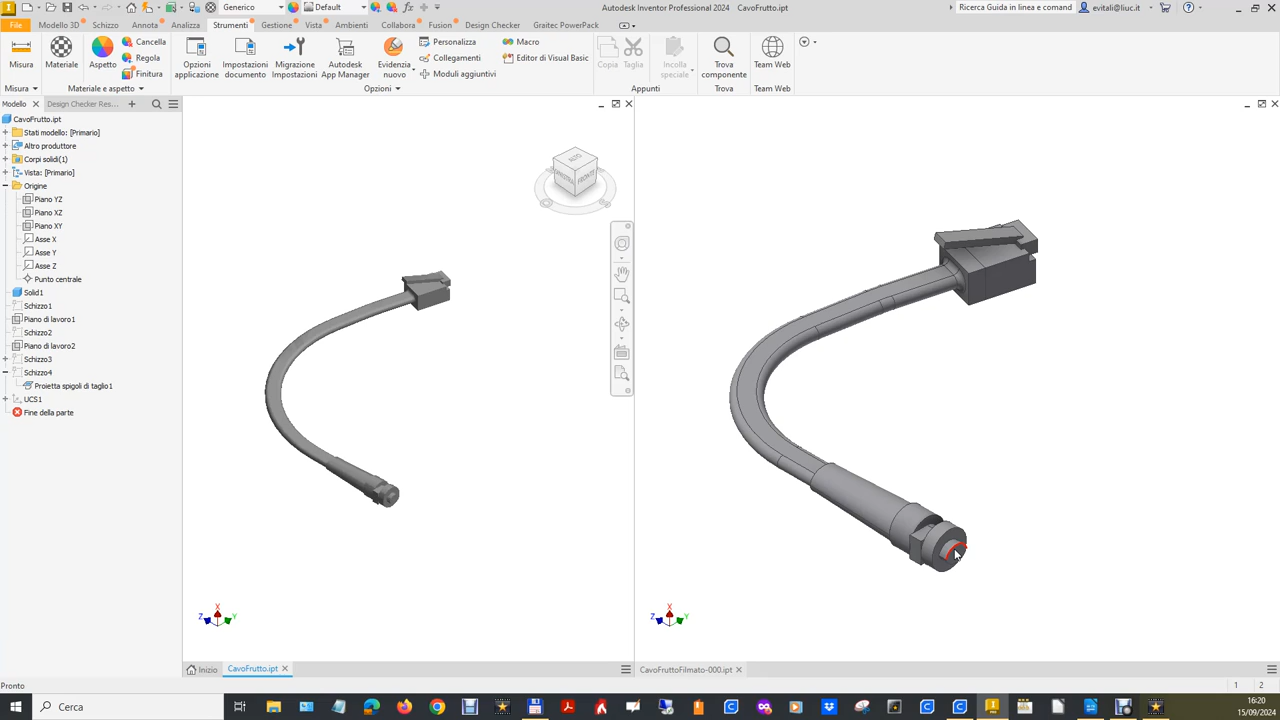 Generico
Default
Autodesk Inventor Professional 2024
CavoFrutto.ipt
Ricerca Guida in linea e comand
evitali@liuc.it
File
Modello 3D
Schizzo
Annota
Analizza
Strumenti
Gestione
Vista
Ambienti
Collabora
Fusion
Design Checker
Graitec PowerPack
Misura
Materiale
Aspetto
Cancella
Regola
Finitura
Opzioni applicazione
Impostazioni documento
Migrazione Impostazioni
Autodesk App Manager
Evidenzia nuovo
Personalizza
Collegamenti
Moduli aggiuntivi
Macro
Editor di Visual Basic
Copia
Taglia
Incolla speciale
Trova componente
Team Web
Misura
Materiale e aspetto
Opzioni
Appunti
Trova
Team Web
Modello
Design Checker Res...
CavoFrutto.ipt
Stati modello: [Primario]
Altro produttore
Corpi solidi(1)
Vista: [Primario]
Origine
Piano YZ
Piano XZ
Piano XY
Asse X
Asse Y
Asse Z
Punto centrale
Solid1
Schizzo1
Piano di lavoro1
Schizzo2
Piano di lavoro2
Schizzo3
Schizzo4
Proietta spigoli di taglio1
UCS1
Fine della parte
ALTO
SINISTRA
FRONTE
X
Z
Y
X
Z
Y
Inizio
CavoFrutto.ipt
CavoFruttoFilmato-000.ipt
Pronto
1
2
Cerca
16:20
15/09/2024